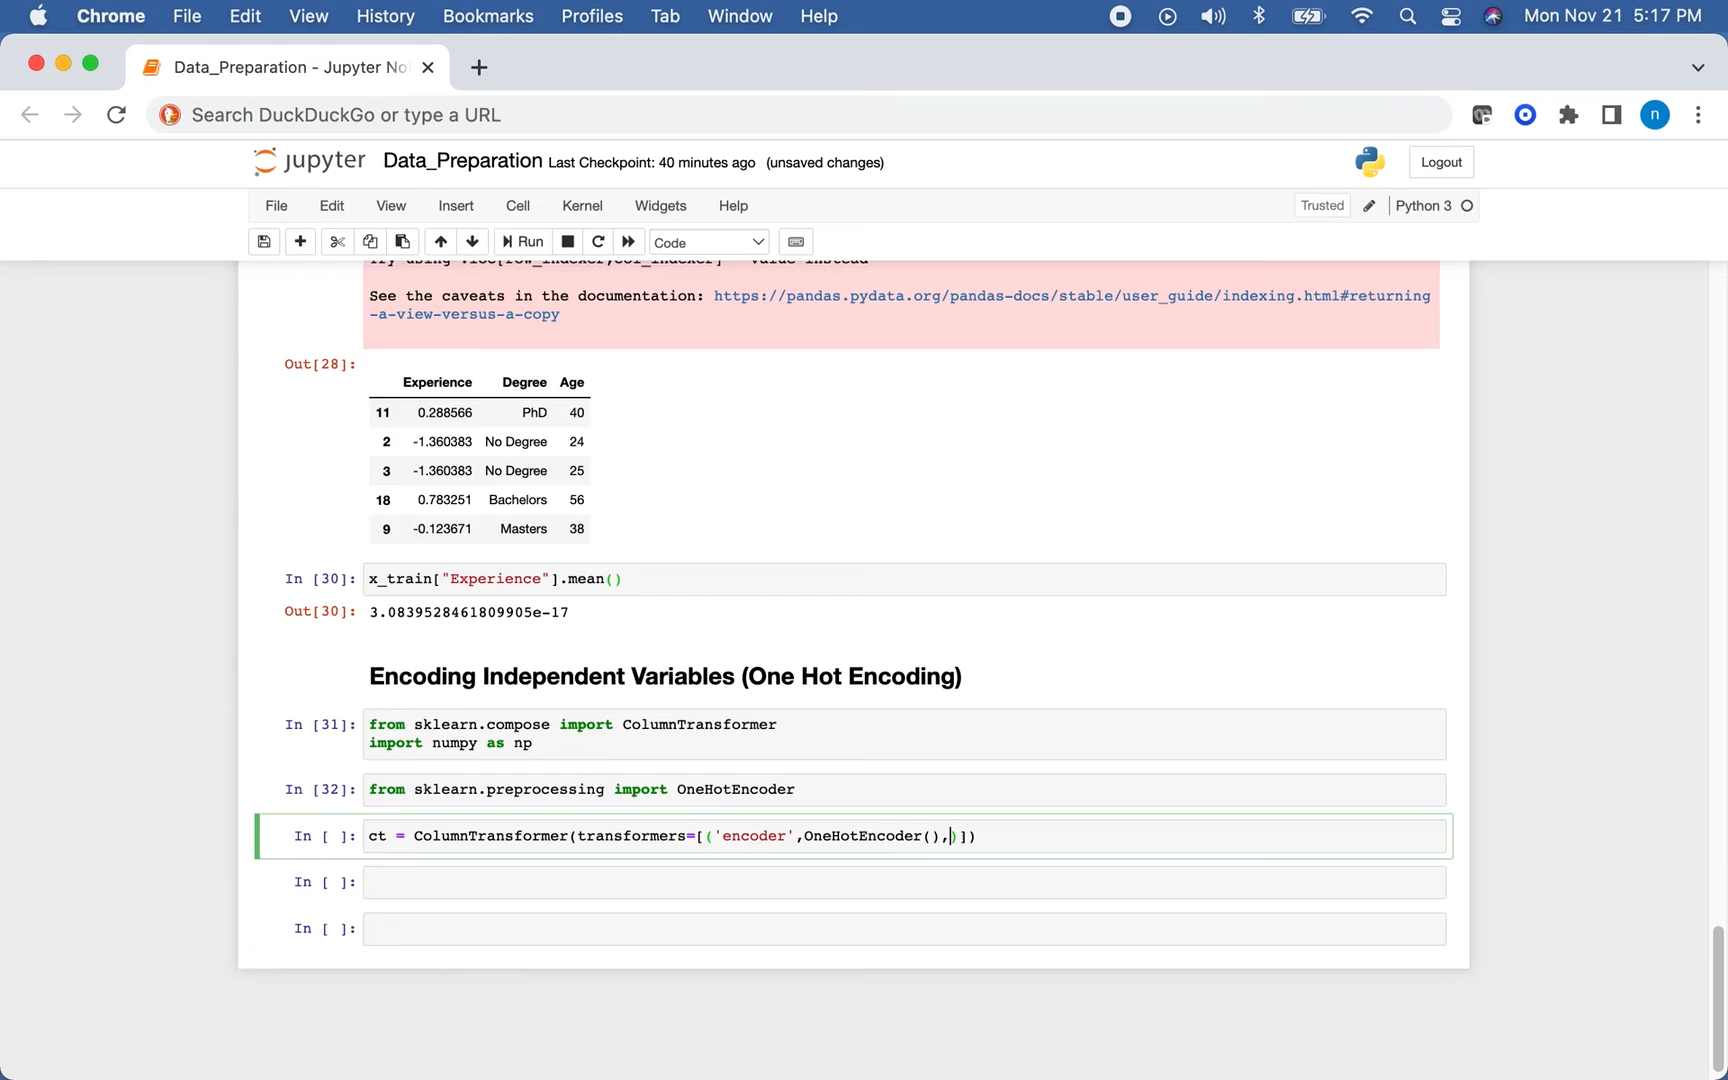 Chrome File Edit View History Bookmarks Profiles Tab Window Help Mon Nov 21 5:17 PM
Data_Preparation - Jupyter No
Search DuckDuckGo or type a URL
n
jupyter Data_Preparation Last Checkpoint: 40 minutes ago (unsaved changes) Logout
File Edit View Insert Cell Kernel Widgets Help Trusted Python 3
Run Code
See the caveats in the documentation: https://pandas.pydata.org/pandas-docs/stable/user_guide/indexing.html#returning
-a-view-versus-a-copy
Out[28]:
Experience Degree Age
11 0.288566 PhD 40
2 -1.360383 No Degree 24
3 -1.360383 No Degree 25
18 0.783251 Bachelors 56
9 -0.123671 Masters 38
In [30]: x_train["Experience"].mean()
Out[30]: 3.0839528461809905e-17
Encoding Independent Variables (One Hot Encoding)
In [31]: from sklearn.compose import ColumnTransformer
import numpy as np
In [32]: from sklearn.preprocessing import OneHotEncoder
In [ ]: ct = ColumnTransformer(transformers=[('encoder',OneHotEncoder(),)])
In [ ]:
In [ ]: